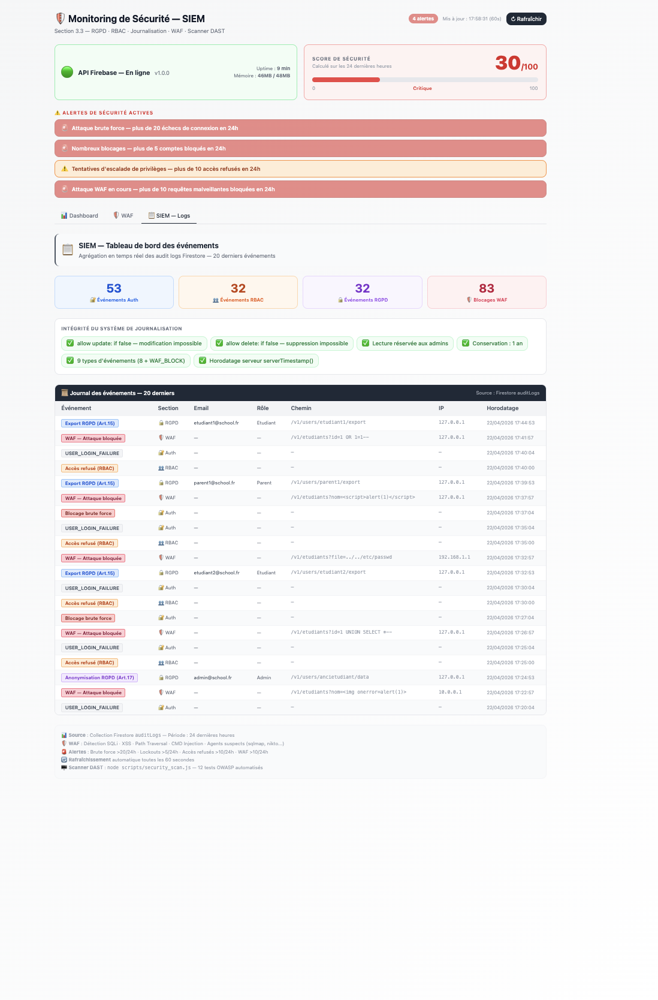 Monitoring de Sécurité — SIEM
4 alertes Mis à jour : 17:58:31 (60s) ↻ Rafraîchir
Section 3.3 — RGPD · RBAC · Journalisation · WAF · Scanner DAST
API Firebase — En ligne v1.0.0
Uptime : 9 min
Mémoire : 46MB / 48MB
SCORE DE SÉCURITÉ
Calculé sur les 24 dernières heures
30/100
0 Critique 100
⚠️ ALERTES DE SÉCURITÉ ACTIVES
Attaque brute force — plus de 20 échecs de connexion en 24h
Nombreux blocages — plus de 5 comptes bloqués en 24h
Tentatives d'escalade de privilèges — plus de 10 accès refusés en 24h
Attaque WAF en cours — plus de 10 requêtes malveillantes bloquées en 24h
Dashboard WAF SIEM — Logs
SIEM — Tableau de bord des événements
Agrégation en temps réel des audit logs Firestore — 20 derniers événements
53
Événements Auth
32
Événements RBAC
32
Événements RGPD
83
Blocages WAF
INTÉGRITÉ DU SYSTÈME DE JOURNALISATION
✅ allow update: if false — modification impossible ✅ allow delete: if false — suppression impossible ✅ Lecture réservée aux admins ✅ Conservation : 1 an
✅ 9 types d'événements (8 + WAF_BLOCK) ✅ Horodatage serveur serverTimestamp()
Journal des événements — 20 derniers Source : Firestore auditLogs
Événement Section Email Rôle Chemin IP Horodatage
Export RGPD (Art.15) RGPD etudiant1@school.fr Etudiant /v1/users/etudiant1/export 127.0.0.1 22/04/2026 17:44:53
WAF — Attaque bloquée WAF — — /v1/etudiants?id=1 OR 1=1-- 127.0.0.1 22/04/2026 17:41:57
USER_LOGIN_FAILURE Auth — — — — 22/04/2026 17:40:04
Accès refusé (RBAC) RBAC — — — — 22/04/2026 17:40:00
Export RGPD (Art.15) RGPD parent1@school.fr Parent /v1/users/parent1/export 127.0.0.1 22/04/2026 17:39:53
WAF — Attaque bloquée WAF — — /v1/etudiants?nom=<script>alert(1)</script> 127.0.0.1 22/04/2026 17:37:57
Blocage brute force Auth — — — — 22/04/2026 17:37:04
USER_LOGIN_FAILURE Auth — — — — 22/04/2026 17:35:04
Accès refusé (RBAC) RBAC — — — — 22/04/2026 17:35:00
WAF — Attaque bloquée WAF — — /v1/etudiants?file=../../etc/passwd 192.168.1.1 22/04/2026 17:32:57
Export RGPD (Art.15) RGPD etudiant2@school.fr Etudiant /v1/users/etudiant2/export 127.0.0.1 22/04/2026 17:32:53
USER_LOGIN_FAILURE Auth — — — — 22/04/2026 17:30:04
Accès refusé (RBAC) RBAC — — — — 22/04/2026 17:30:00
Blocage brute force Auth — — — — 22/04/2026 17:27:04
WAF — Attaque bloquée WAF — — /v1/etudiants?id=1 UNION SELECT *-- 127.0.0.1 22/04/2026 17:26:57
USER_LOGIN_FAILURE Auth — — — — 22/04/2026 17:25:04
Accès refusé (RBAC) RBAC — — — — 22/04/2026 17:25:00
Anonymisation RGPD (Art.17) RGPD admin@school.fr Admin /v1/users/ancietudiant/data 127.0.0.1 22/04/2026 17:24:53
WAF — Attaque bloquée WAF — — /v1/etudiants?nom=<img onerror=alert(1)> 10.0.0.1 22/04/2026 17:22:57
USER_LOGIN_FAILURE Auth — — — — 22/04/2026 17:20:04
Source : Collection Firestore auditLogs — Période : 24 dernières heures
WAF : Détection SQLi · XSS · Path Traversal · CMD Injection · Agents suspects (sqlmap, nikto...)
Alertes : Brute force >20/24h · Lockouts >5/24h · Accès refusés >10/24h · WAF >10/24h
Rafraîchissement automatique toutes les 60 secondes
Scanner DAST : node scripts/security_scan.js — 12 tests OWASP automatisés